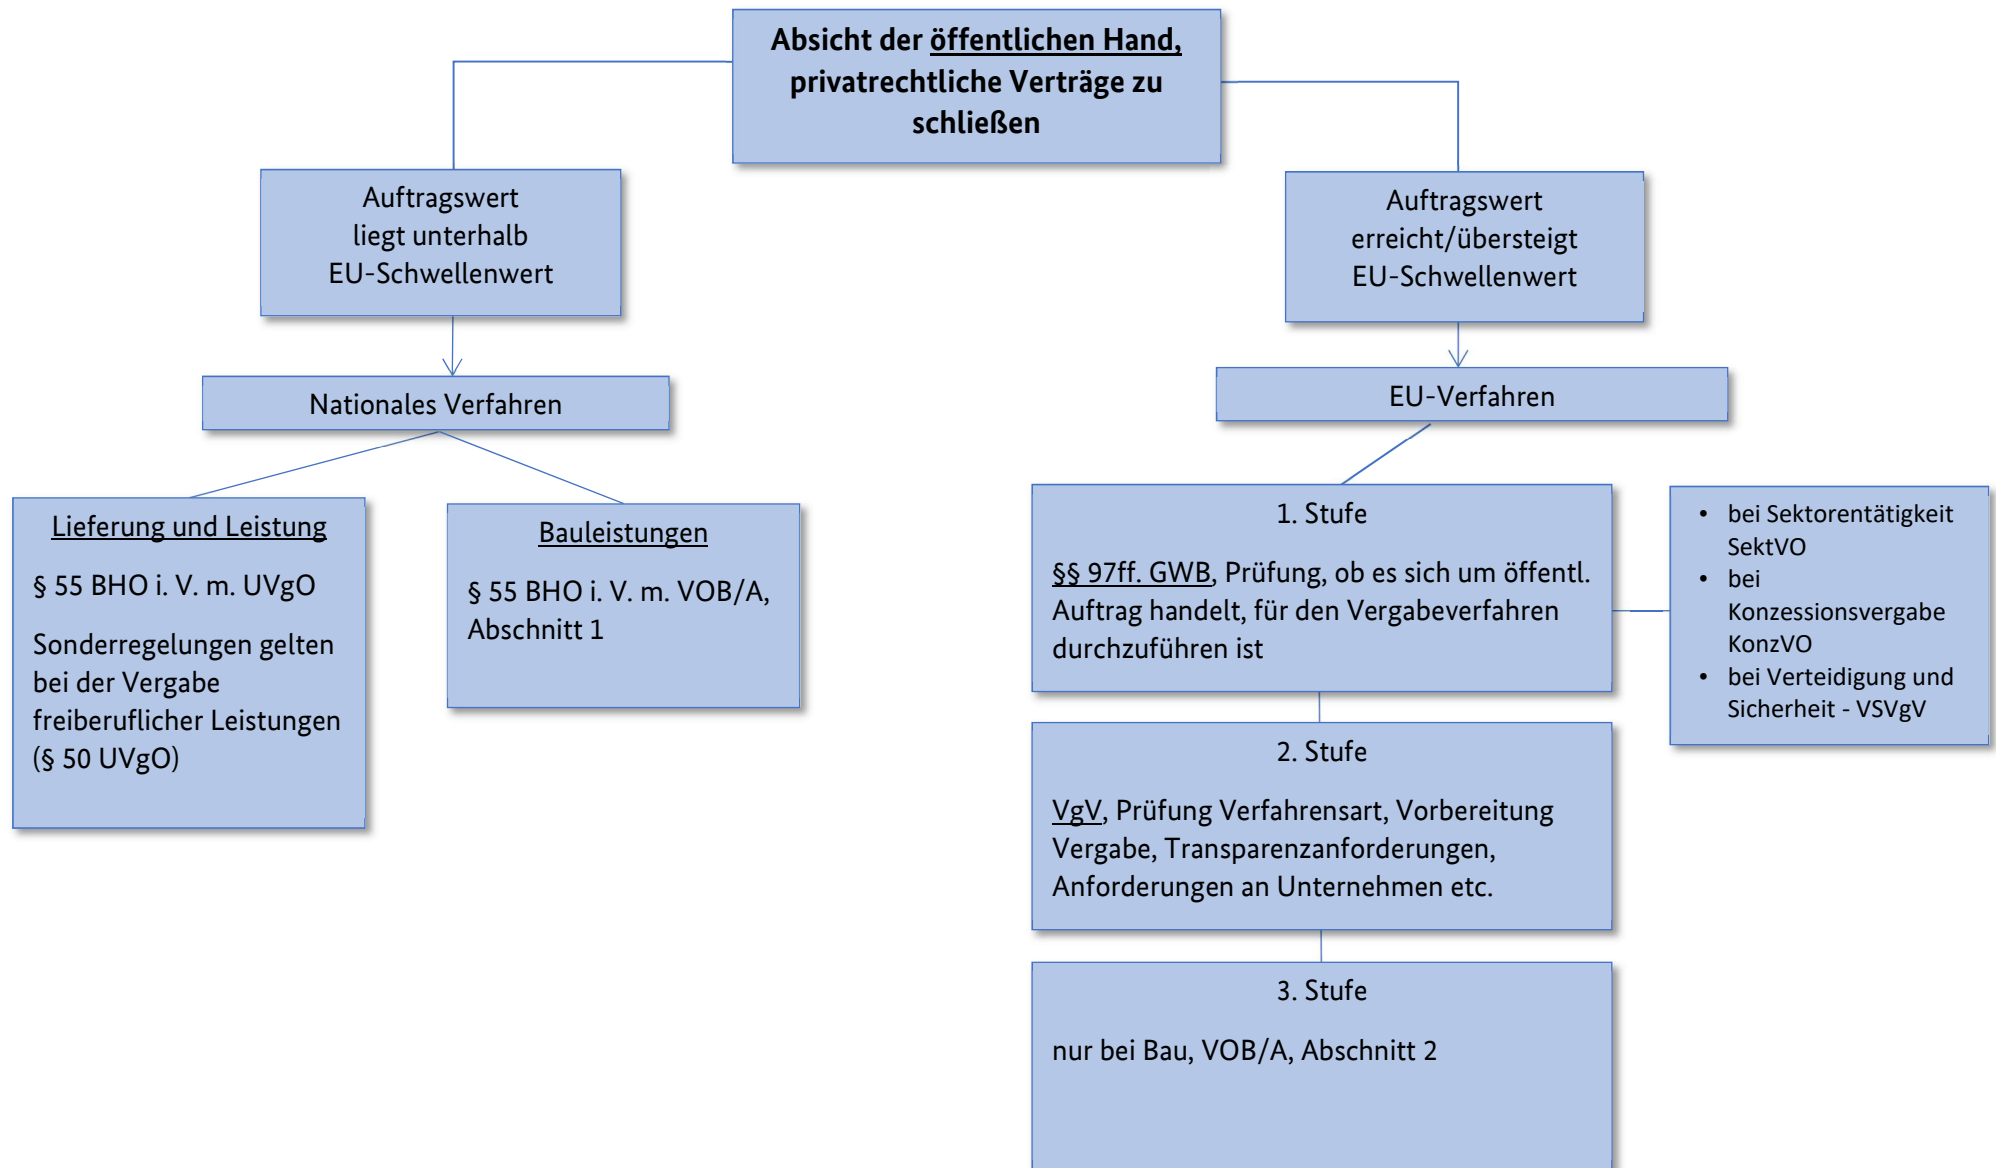 Absicht der öffentlichen Hand,
privatrechtliche Verträge zu
schließen
Auftragswert
liegt unterhalb
EU-Schwellenwert
Auftragswert
erreicht/übersteigt
EU-Schwellenwert
Nationales Verfahren
EU-Verfahren
Lieferung und Leistung
§ 55 BHO i. V. m. UVgO
Sonderregelungen gelten
bei der Vergabe
freiberuflicher Leistungen
(§ 50 UVgO)
Bauleistungen
§ 55 BHO i. V. m. VOB/A,
Abschnitt 1
1. Stufe
§§ 97ff. GWB, Prüfung, ob es sich um öffentl.
Auftrag handelt, für den Vergabeverfahren
durchzuführen ist
• bei Sektorentätigkeit
SektVO
• bei
Konzessionsvergabe
KonzVO
• bei Verteidigung und
Sicherheit - VSVgV
2. Stufe
VgV, Prüfung Verfahrensart, Vorbereitung
Vergabe, Transparenzanforderungen,
Anforderungen an Unternehmen etc.
3. Stufe
nur bei Bau, VOB/A, Abschnitt 2